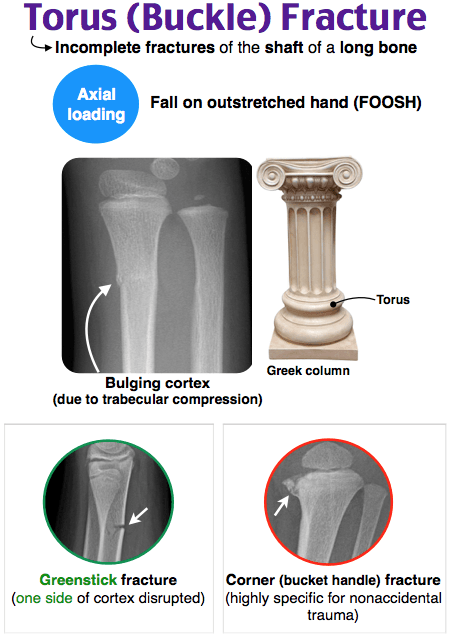 Torus (Buckle) Fracture
Incomplete fractures of the shaft of a long bone
Axial
loading
Fall on outstretched hand (FOOSH)
Torus
Greek column
Bulging cortex
(due to trabecular compression)
Greenstick fracture
(one side of cortex disrupted)
Corner (bucket handle) fracture
(highly specific for nonaccidental
trauma)